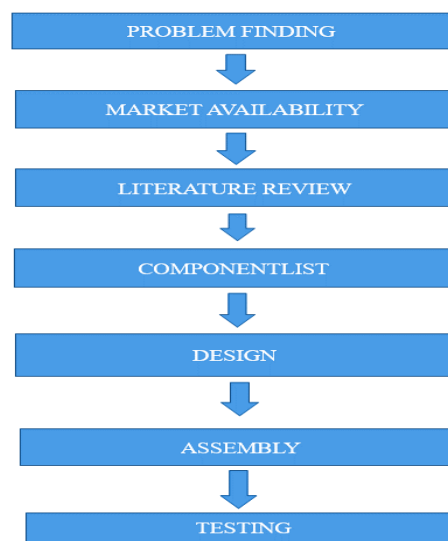 PROBLEM FINDING
MARKET AVAILABILITY
LITERATURE REVIEW
COMPONENTLIST
DESIGN
ASSEMBLY
TESTING